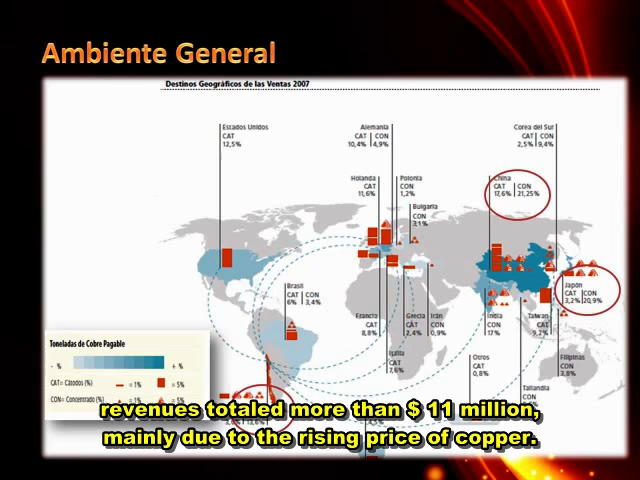 Ambiente General
Destinos Geográficos de las Ventas 2007
Estados Unidos
CAT
12,5%
Alemania
CAT CON
10,4% 4,9%
Corea del Sur
CAT CON
2,5% 9,4%
Holanda
CAT
11,6%
Polonia
CON
1,2%
China
CAT CON
17,6% 21,25%
Bulgaria
CON
3,1%
Brasil
CAT CON
6% 3,4%
Japón
CAT CON
3,2% 20,9%
Francia
CAT
8,8%
Grecia
CAT
2,4%
Irán
CON
0,9%
India
CON
17%
Taiwan
CAT
9,2%
Italia
CAT
7,6%
Otros
CAT
0,8%
Filipinas
CON
3,8%
Tailandia
Toneladas de Cobre Pagable
- % + %
CAT= Cátodos (%) = 1% = 5%
CON= Concentrado (%) = 1% = 5%
revenues totaled more than $ 11 million,
mainly due to the rising price of copper.